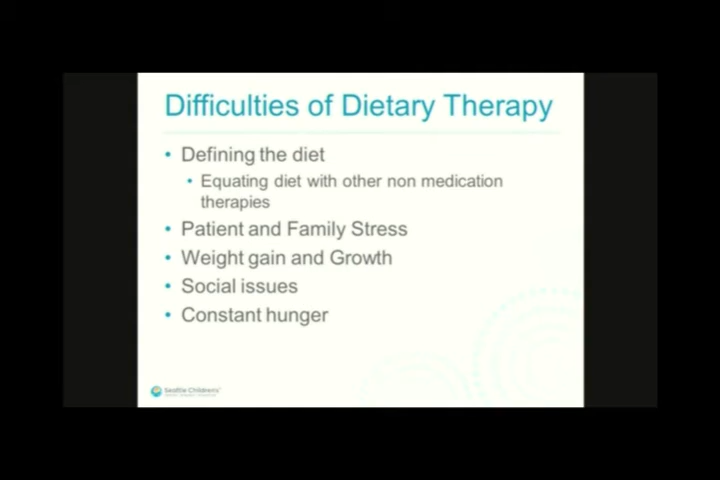 Difficulties of Dietary Therapy
• Defining the diet
• Equating diet with other non medication
therapies
• Patient and Family Stress
• Weight gain and Growth
• Social issues
• Constant hunger
Seattle Children's